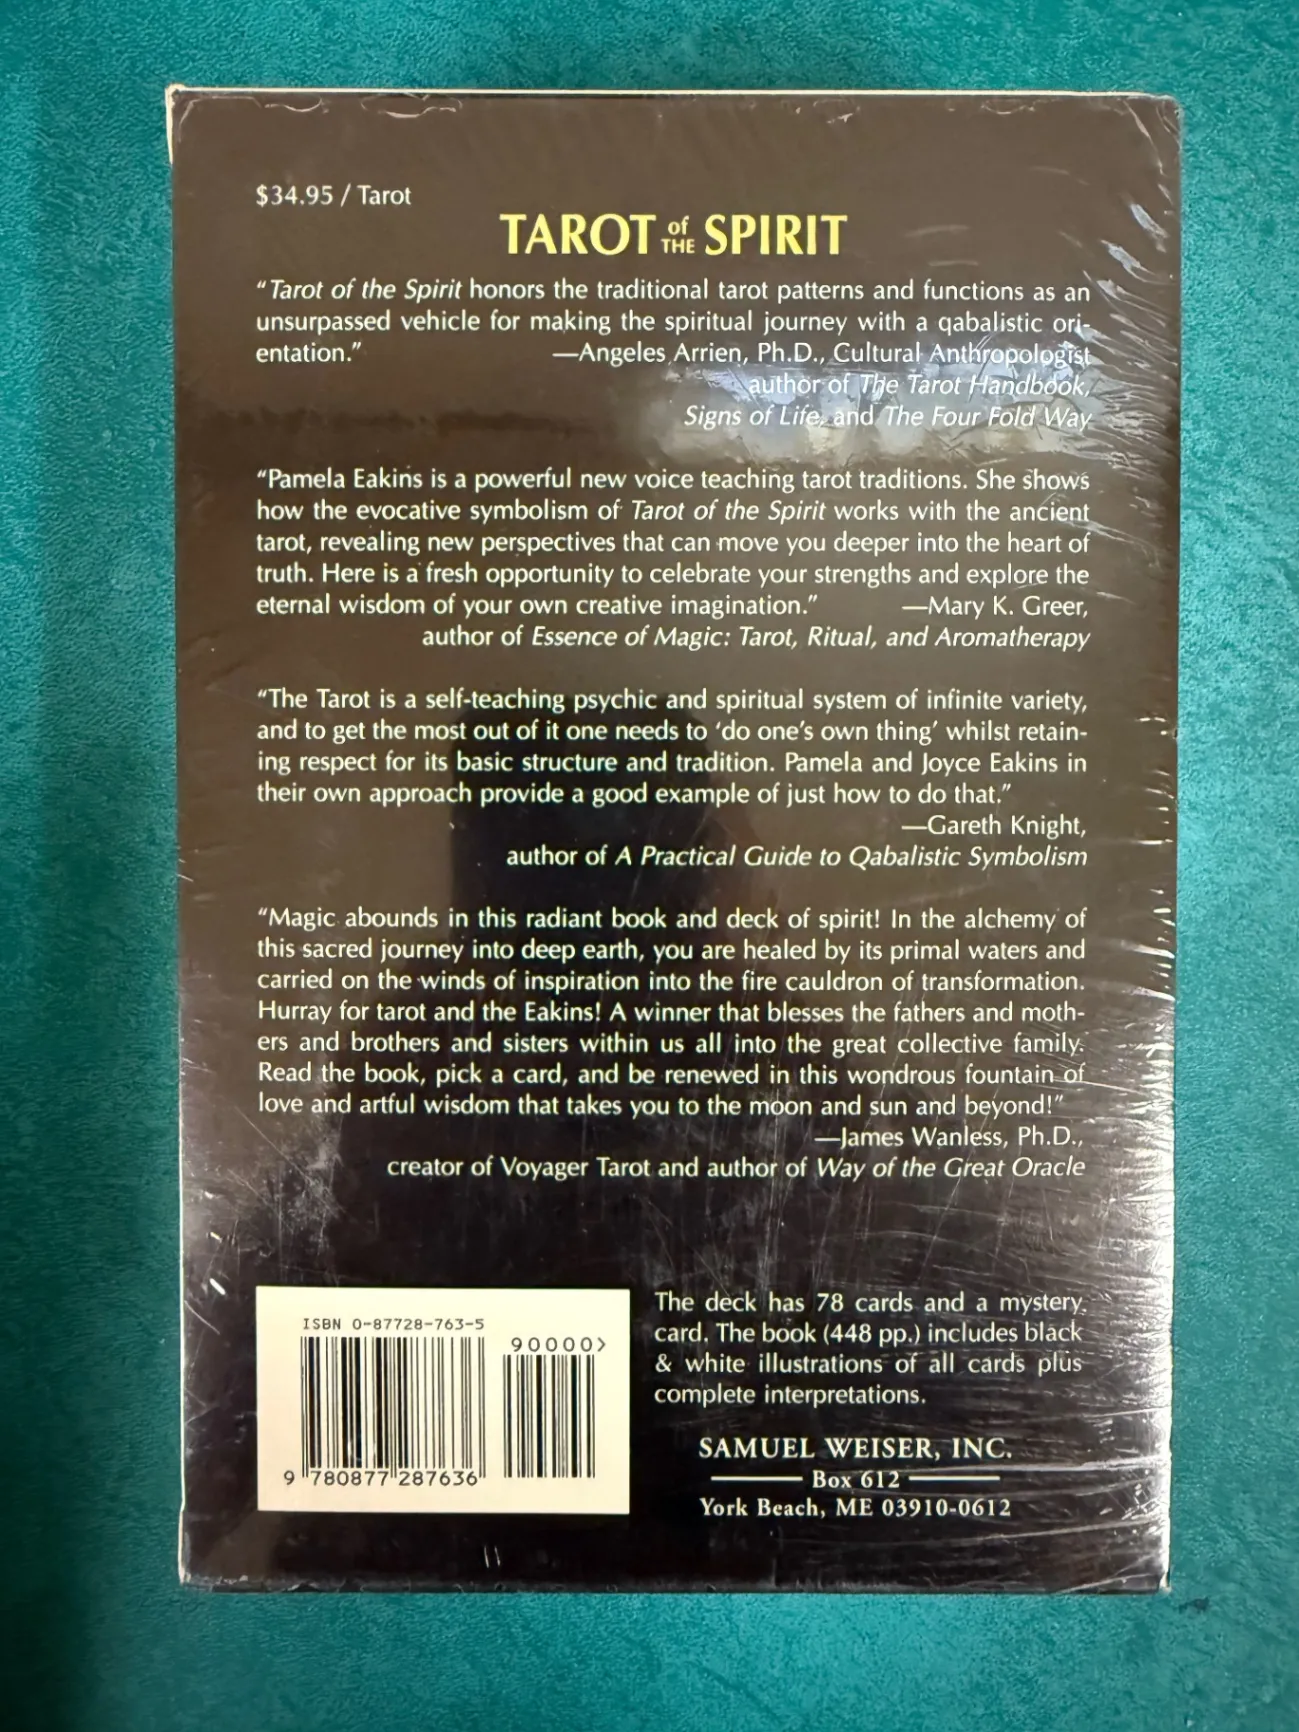 $34.95 / Tarot
TAROT of THE SPIRIT
“Tarot of the Spirit honors the traditional tarot patterns and functions as an
unsurpassed vehicle for making the spiritual journey with a qabalistic ori-
entation.” —Angeles Arrien, Ph.D., Cultural Anthropologist
author of The Tarot Handbook,
Signs of Life, and The Four Fold Way
“Pamela Eakins is a powerful new voice teaching tarot traditions. She shows
how the evocative symbolism of Tarot of the Spirit works with the ancient
tarot, revealing new perspectives that can move you deeper into the heart of
truth. Here is a fresh opportunity to celebrate your strengths and explore the
eternal wisdom of your own creative imagination.” —Mary K. Greer,
author of Essence of Magic: Tarot, Ritual, and Aromatherapy
“The Tarot is a self-teaching psychic and spiritual system of infinite variety,
and to get the most out of it one needs to ‘do one’s own thing’ whilst retain-
ing respect for its basic structure and tradition. Pamela and Joyce Eakins in
their own approach provide a good example of just how to do that.”
—Gareth Knight,
author of A Practical Guide to Qabalistic Symbolism
“Magic abounds in this radiant book and deck of spirit! In the alchemy of
this sacred journey into deep earth, you are healed by its primal waters and
carried on the winds of inspiration into the fire cauldron of transformation.
Hurray for tarot and the Eakins! A winner that blesses the fathers and moth-
ers and brothers and sisters within us all into the great collective family.
Read the book, pick a card, and be renewed in this wondrous fountain of
love and artful wisdom that takes you to the moon and sun and beyond!”
—James Wanless, Ph.D.,
creator of Voyager Tarot and author of Way of the Great Oracle
ISBN 0-87728-763-5
90000>
9 780877 287636
The deck has 78 cards and a mystery
card. The book (448 pp.) includes black
& white illustrations of all cards plus
complete interpretations.
SAMUEL WEISER, INC.
Box 612
York Beach, ME 03910-0612